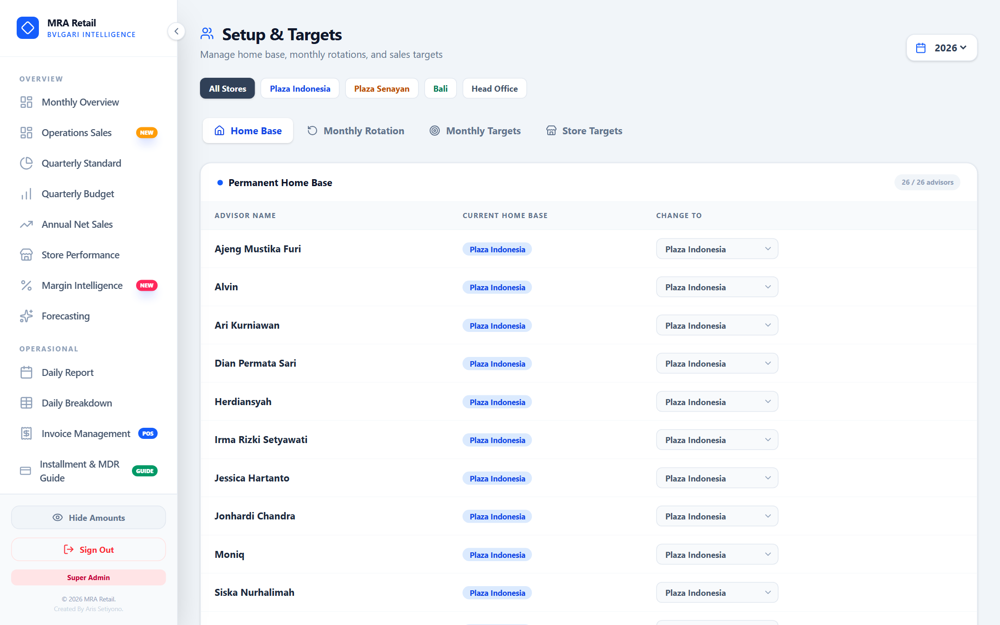 MRA Retail
BVLGARI INTELLIGENCE
OVERVIEW
Monthly Overview
Operations Sales NEW
Quarterly Standard
Quarterly Budget
Annual Net Sales
Store Performance
Margin Intelligence NEW
Forecasting
OPERASIONAL
Daily Report
Daily Breakdown
Invoice Management POS
Installment & MDR
Guide GUIDE
Hide Amounts
Sign Out
Super Admin
© 2026 MRA Retail.
Created By Aris Setiyono.
Setup & Targets
Manage home base, monthly rotations, and sales targets
2026
All Stores Plaza Indonesia Plaza Senayan Bali Head Office
Home Base Monthly Rotation Monthly Targets Store Targets
Permanent Home Base 26 / 26 advisors
ADVISOR NAME CURRENT HOME BASE CHANGE TO
Ajeng Mustika Furi Plaza Indonesia Plaza Indonesia
Alvin Plaza Indonesia Plaza Indonesia
Ari Kurniawan Plaza Indonesia Plaza Indonesia
Dian Permata Sari Plaza Indonesia Plaza Indonesia
Herdiansyah Plaza Indonesia Plaza Indonesia
Irma Rizki Setyawati Plaza Indonesia Plaza Indonesia
Jessica Hartanto Plaza Indonesia Plaza Indonesia
Jonhardi Chandra Plaza Indonesia Plaza Indonesia
Moniq Plaza Indonesia Plaza Indonesia
Siska Nurhalimah Plaza Indonesia Plaza Indonesia